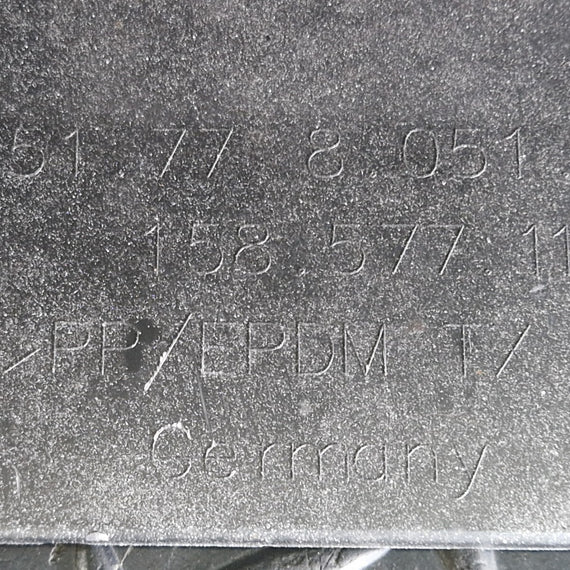 51 77 8.051.
158.577.11
>PP/EPDM T/
Germany